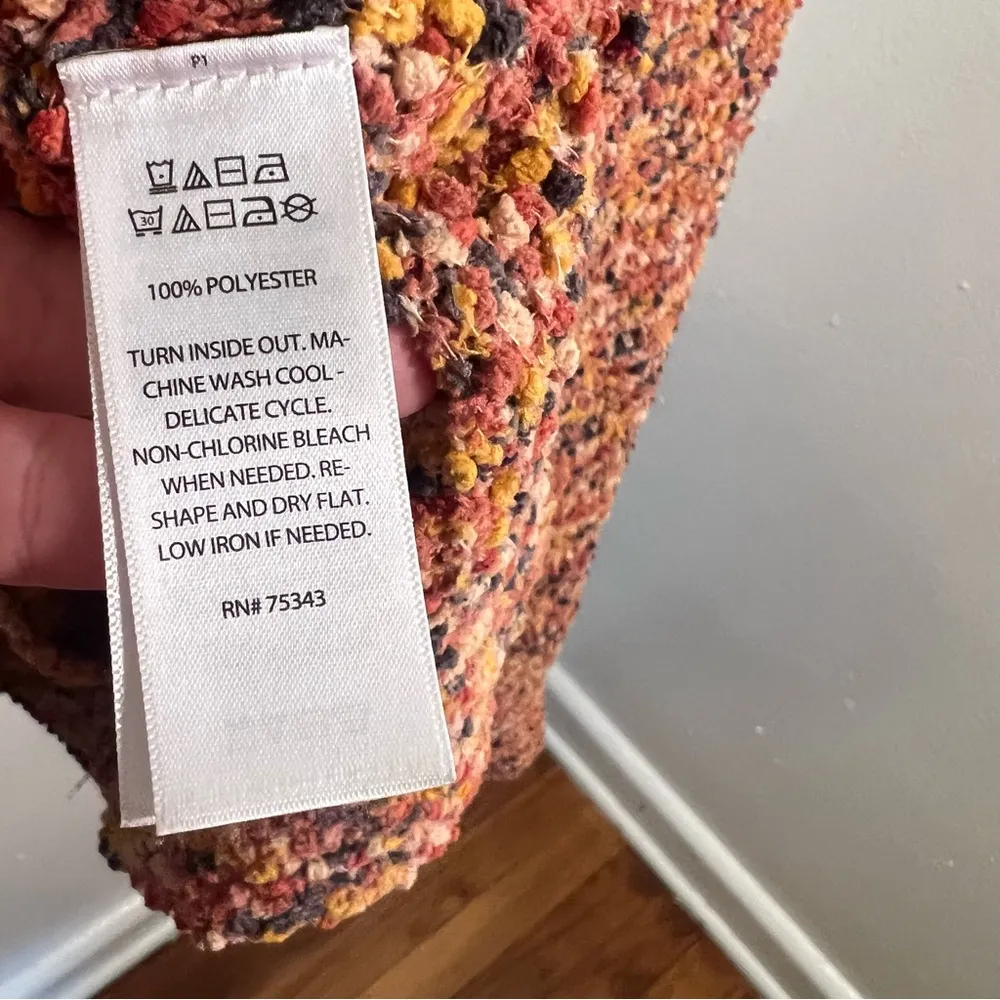 P1
30
100% POLYESTER
TURN INSIDE OUT. MA-
CHINE WASH COOL -
DELICATE CYCLE.
NON-CHLORINE BLEACH
WHEN NEEDED. RE-
SHAPE AND DRY FLAT.
LOW IRON IF NEEDED.
RN# 75343